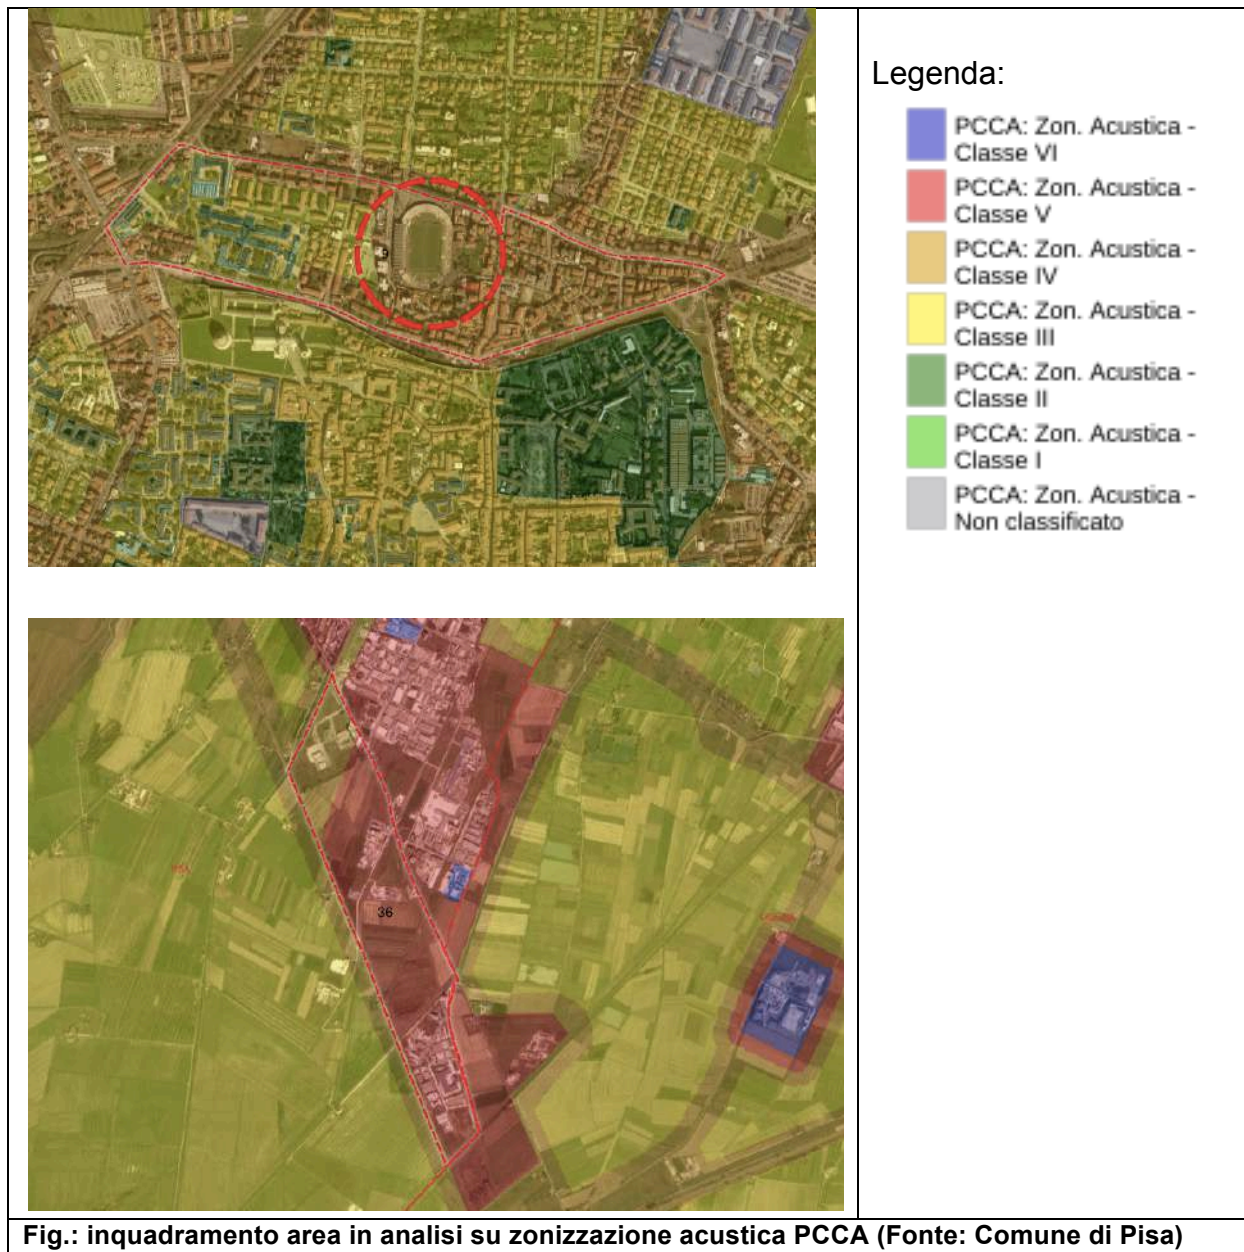 9
36
PISA
Legenda:
PCCA: Zon. Acustica -
Classe VI
PCCA: Zon. Acustica -
Classe V
PCCA: Zon. Acustica -
Classe IV
PCCA: Zon. Acustica -
Classe III
PCCA: Zon. Acustica -
Classe II
PCCA: Zon. Acustica -
Classe I
PCCA: Zon. Acustica -
Non classificato
Fig.: inquadramento area in analisi su zonizzazione acustica PCCA (Fonte: Comune di Pisa)